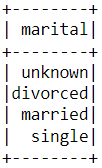 +--------+
| marital|
+--------+
| unknown|
|divorced|
| married|
| single|
+--------+